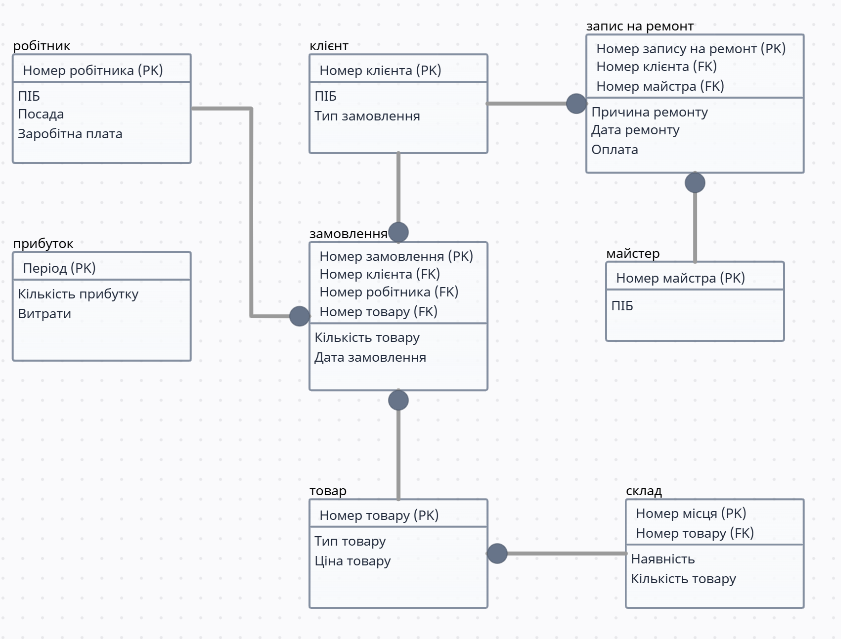 робітник
Номер робітника (PK)
ПІБ
Посада
Заробітна плата
клієнт
Номер клієнта (PK)
ПІБ
Тип замовлення
запис на ремонт
Номер запису на ремонт (PK)
Номер клієнта (FK)
Номер майстра (FK)
Причина ремонту
Дата ремонту
Оплата
прибуток
Період (PK)
Кількість прибутку
Витрати
замовлення
Номер замовлення (PK)
Номер клієнта (FK)
Номер робітника (FK)
Номер товару (FK)
Кількість товару
Дата замовлення
майстер
Номер майстра (PK)
ПІБ
товар
Номер товару (PK)
Тип товару
Ціна товару
склад
Номер місця (PK)
Номер товару (FK)
Наявність
Кількість товару